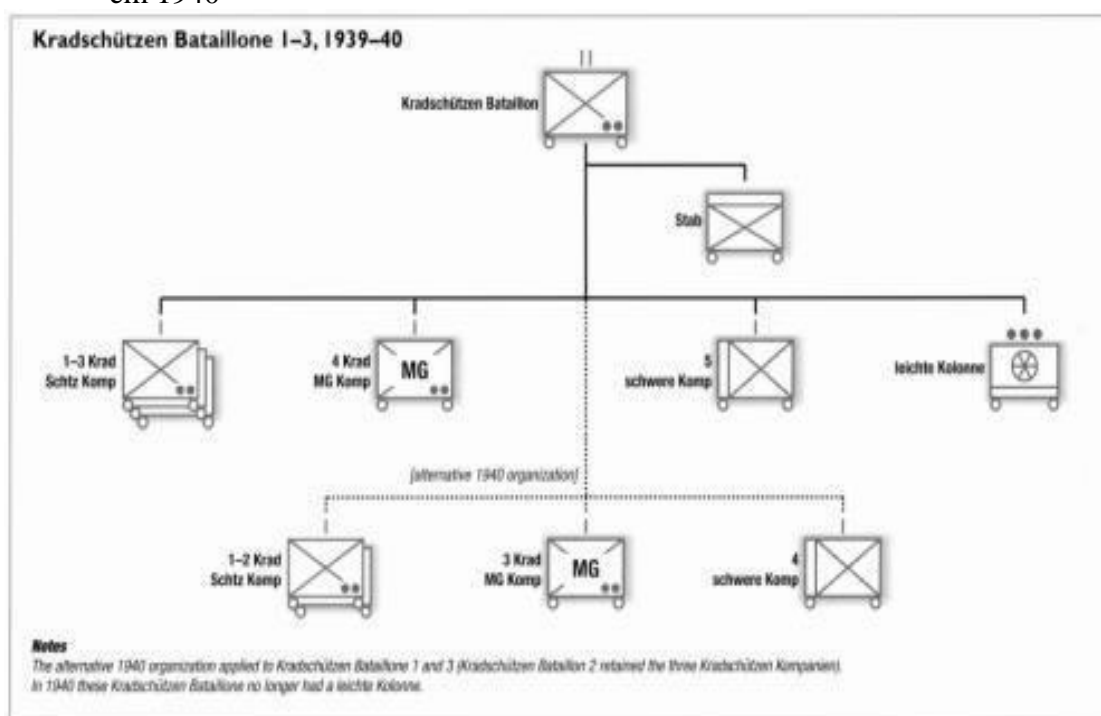 em 1940
Kradschützen Bataillone 1–3, 1939–40
Kradschützen Bataillon
Stab
1–3 Krad
Schtz Komp
4 Krad
MG Komp
MG
5
schwere Komp
leichte Kolonne
[alternative 1940 organization]
1–2 Krad
Schtz Komp
3 Krad
MG Komp
MG
4
schwere Komp
Notes
The alternative 1940 organization applied to Kradschützen Bataillone 1 and 3 (Kradschützen Bataillon 2 retained the three Kradschützen Kompanien).
In 1940 these Kradschützen Bataillone no longer had a leichte Kolonne.